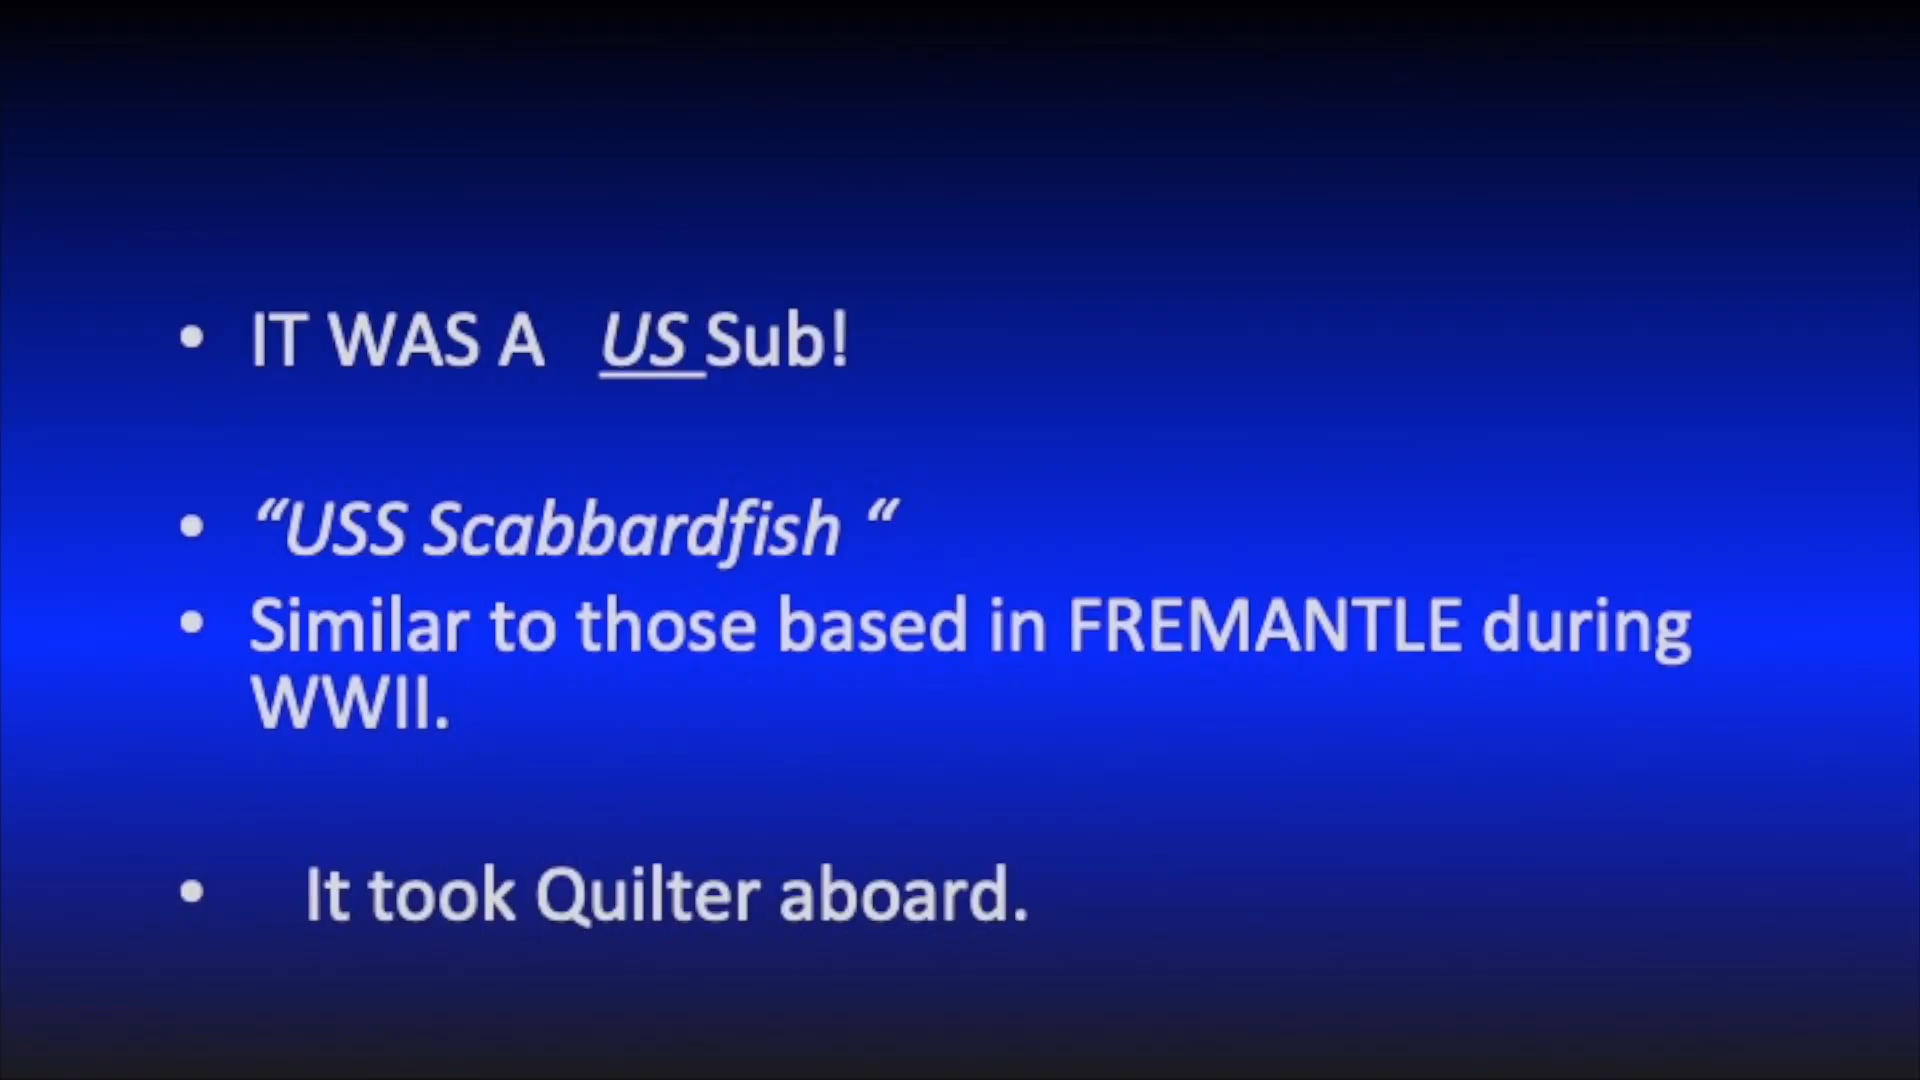 • IT WAS A US Sub!
• “USS Scabbardfish “
• Similar to those based in FREMANTLE during
WWII.
• It took Quilter aboard.